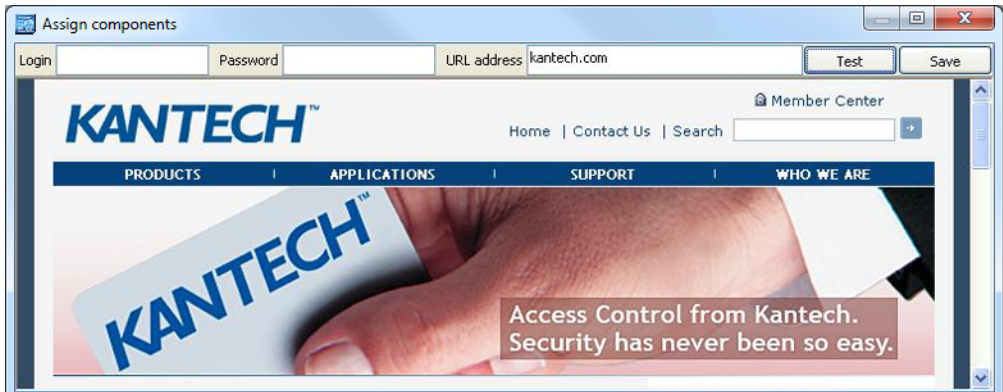 Assign components
Login Password URL address kantech.com Test Save
KANTECH™
Member Center
Home | Contact Us | Search
PRODUCTS | APPLICATIONS | SUPPORT | WHO WE ARE
KANTECH™
Access Control from Kantech.
Security has never been so easy.